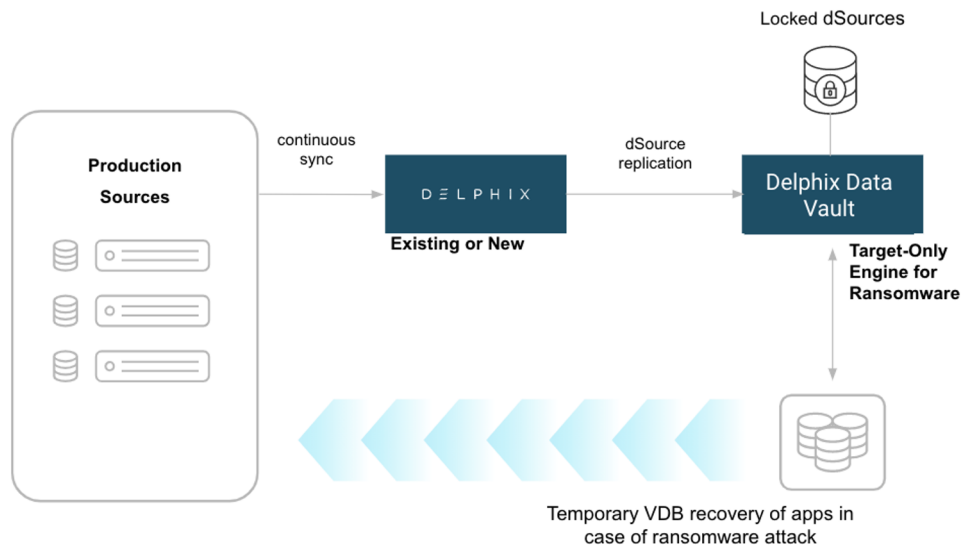 Locked dSources
continuous
sync
dSource
replication
Production
Sources
DELPHIX
Delphix Data
Vault
Existing or New
Target-Only
Engine for
Ransomware
Temporary VDB recovery of apps in
case of ransomware attack